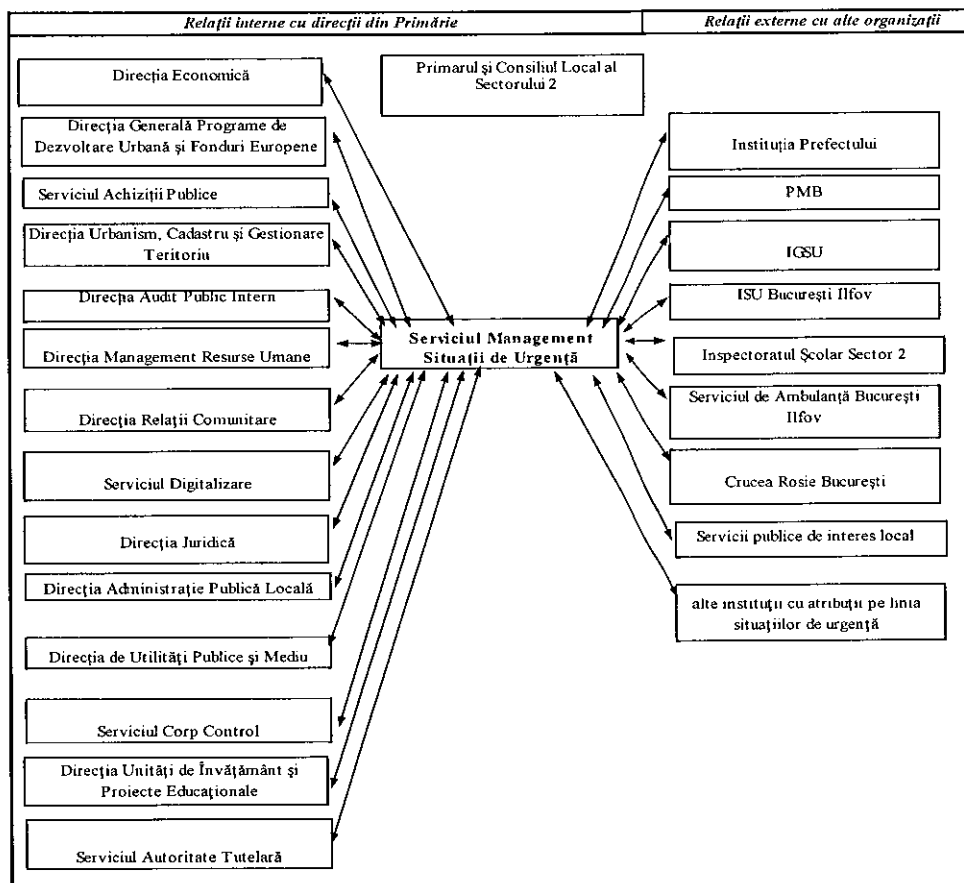 Relații interne cu direcții din Primărie
Relații externe cu alte organizații
Direcția Economică
Primarul și Consiliul Local al
Sectorului 2
Direcția Generală Programe de
Dezvoltare Urbană și Fonduri Europene
Serviciul Achiziții Publice
Direcția Urbanism, Cadastru și Gestionare
Teritoriu
Direcția Audit Public Intern
Direcția Management Resurse Umane
Direcția Relații Comunitare
Serviciul Digitalizare
Direcția Juridică
Direcția Administrație Publică Locală
Direcția de Utilități Publice și Mediu
Serviciul Corp Control
Direcția Unități de Învățământ și
Proiecte Educaționale
Serviciul Autoritate Tutelară
Serviciul Management
Situații de Urgență
Instituția Prefectului
PMB
IGSU
ISU București Ilfov
Inspectoratul Școlar Sector 2
Serviciul de Ambulanță București
Ilfov
Crucea Rosie București
Servicii publice de interes local
alte instituții cu atribuții pe linia
situațiilor de urgență